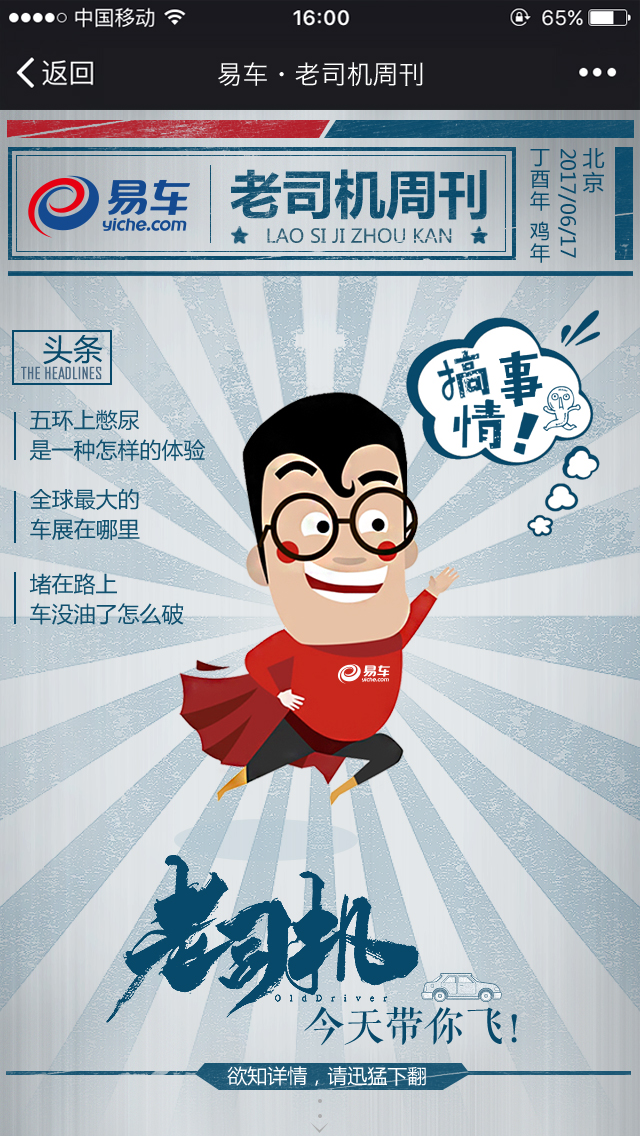 中国移动 16:00 65%
返回 易车·老司机周刊 •••
易车
yiche.com
老司机周刊
LAO SI JI ZHOU KAN
北京
2017/06/17
丁酉年 鸡年
头条
THE HEADLINES
搞事
情!
五环上憋尿
是一种怎样的体验
全球最大的
车展在哪里
堵在路上
车没油了怎么破
易车
yiche.com
老司机
OldDriver
今天带你飞!
欲知详情，请迅猛下翻